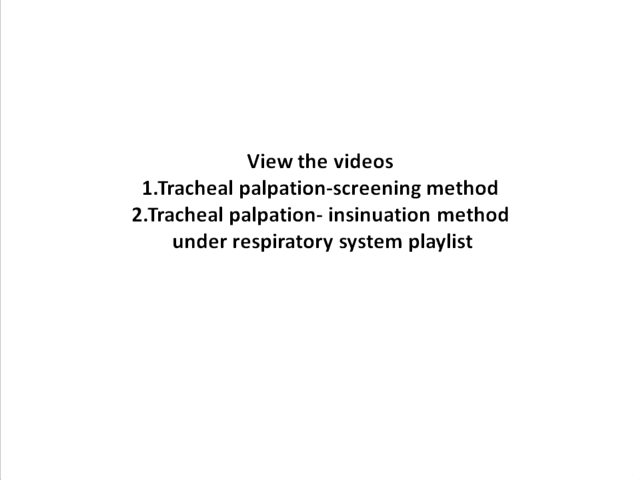 View the videos
1.Tracheal palpation-screening method
2.Tracheal palpation- insinuation method
under respiratory system playlist